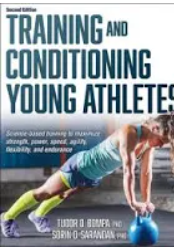 Second Edition
TRAINING AND
CONDITIONING
YOUNG ATHLETES
Science-based training to maximize
strength, power, speed, agility,
flexibility, and endurance
TUDOR O. BOMPA, PHD
SORIN O. SARANDAN, PHD